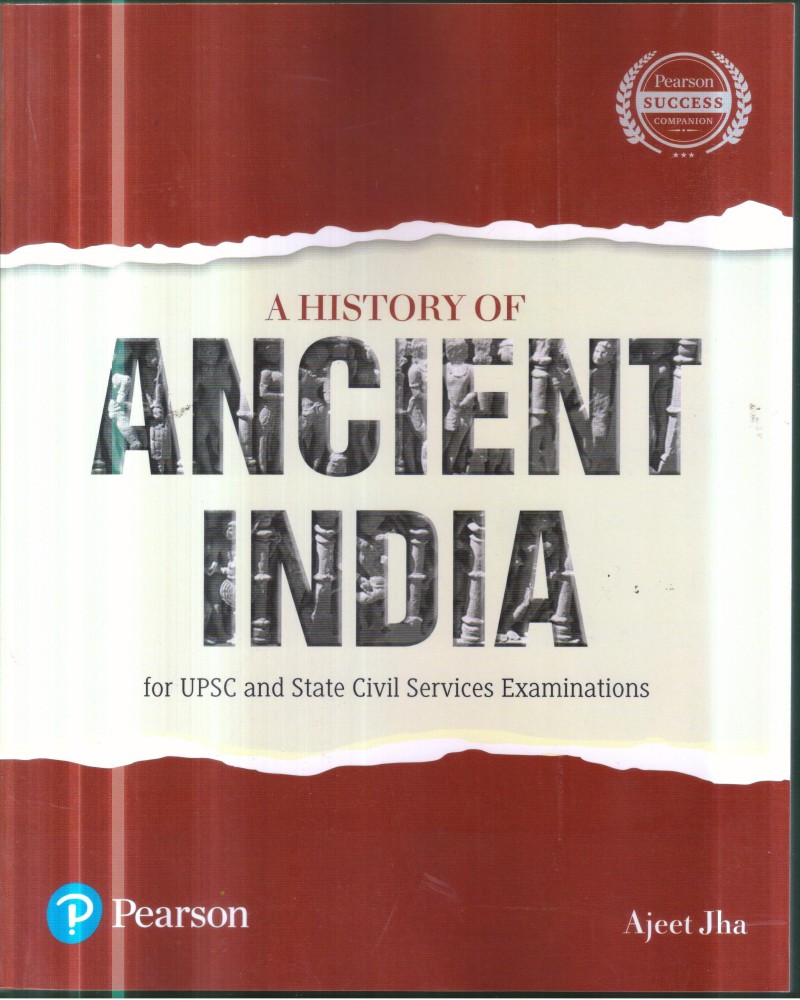 Pearson
SUCCESS
COMPANION
A HISTORY OF
ANCIENT
INDIA
for UPSC and State Civil Services Examinations
Pearson
Ajeet Jha